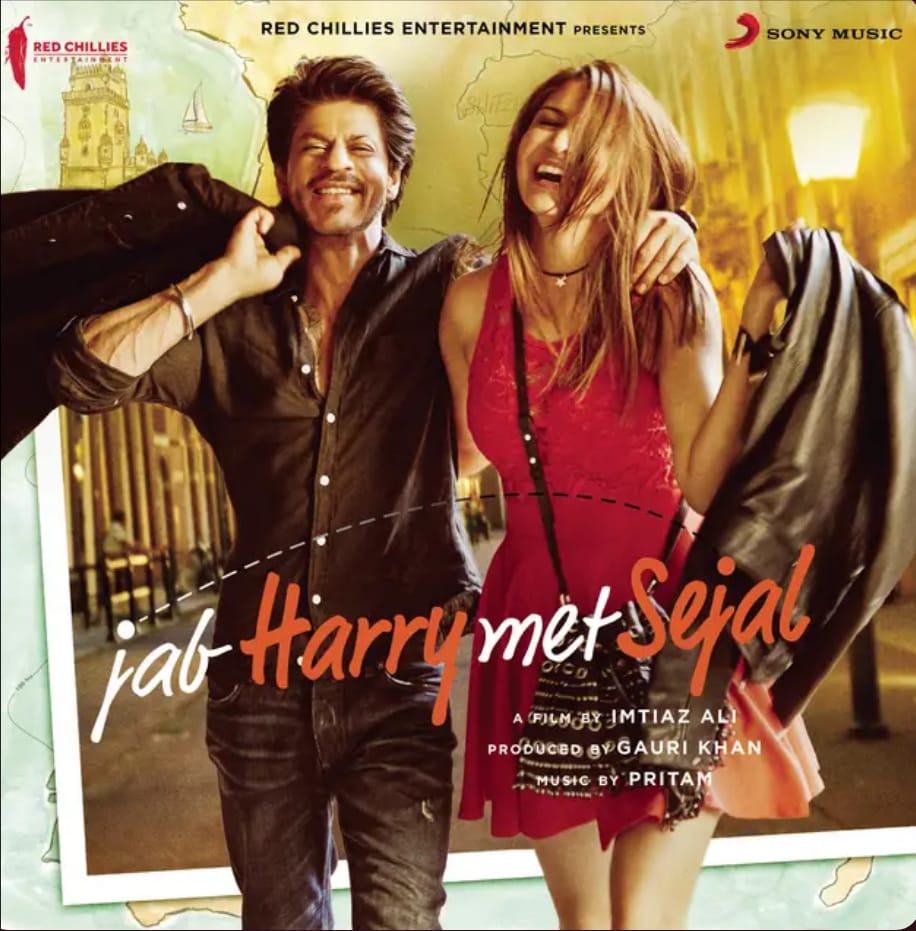 RED CHILLIES ENTERTAINMENT PRESENTS
RED CHILLIES
ENTERTAINMENT
SONY MUSIC
jab Harry met Sejal
A FILM BY IMTIAZ ALI
PRODUCED BY GAURI KHAN
MUSIC BY PRITAM